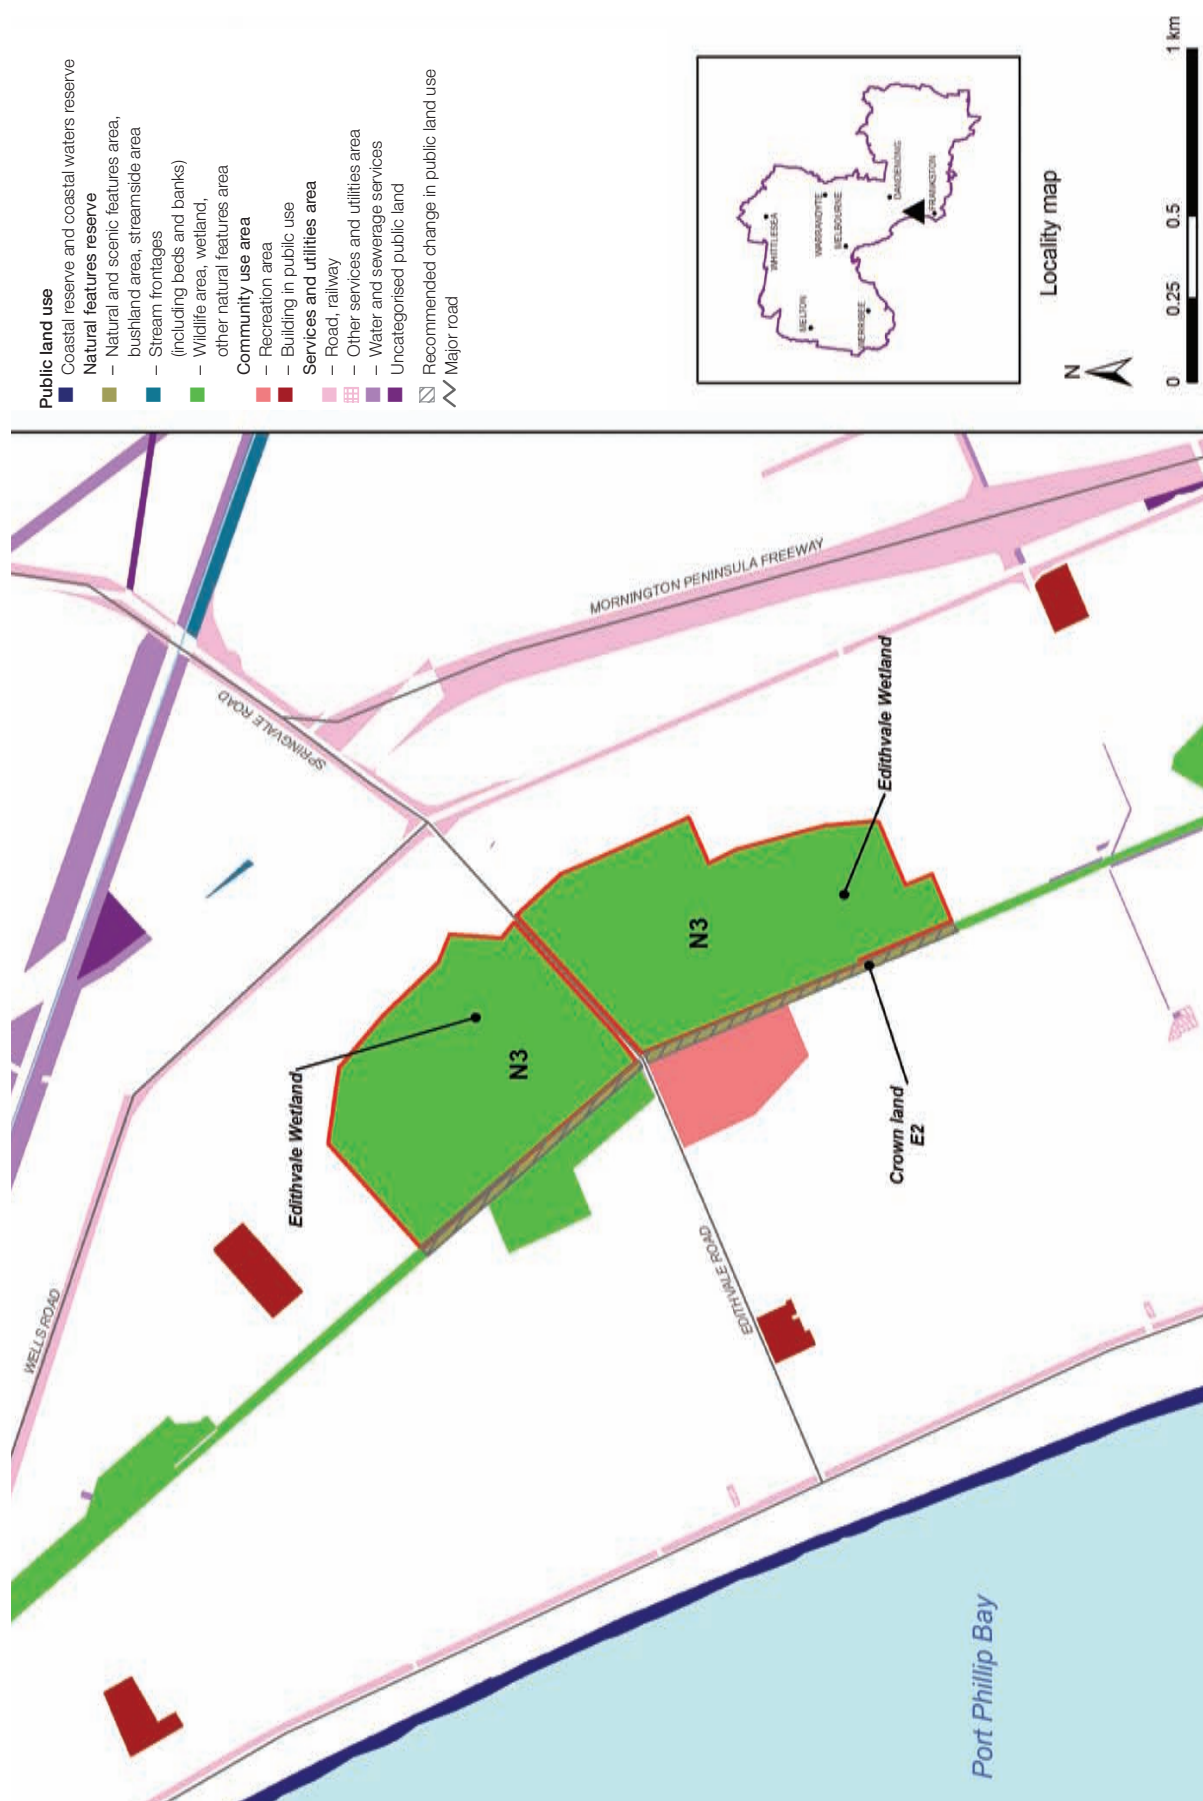 Public land use
Coastal reserve and coastal waters reserve
Natural features reserve
– Natural and scenic features area,
bushland area, streamside area
– Stream frontages
(including beds and banks)
– Wildlife area, wetland,
other natural features area
Community use area
– Recreation area
– Building in public use
Services and utilities area
– Road, railway
– Other services and utilities area
– Water and sewerage services
Uncategorised public land
Recommended change in public land use
Major road
WHITTLESEA
MELTON
WARRANDYTE
MELBOURNE
WERRIBEE
DANDENONG
FRANKSTON
Locality map
N
0
0.25
0.5
1 km
WELLS ROAD
SPRINGVALE ROAD
MORNINGTON PENINSULA FREEWAY
Edithvale Wetland
N3
N3
Edithvale Wetland
Crown land
E2
EDITHVALE ROAD
Port Phillip Bay